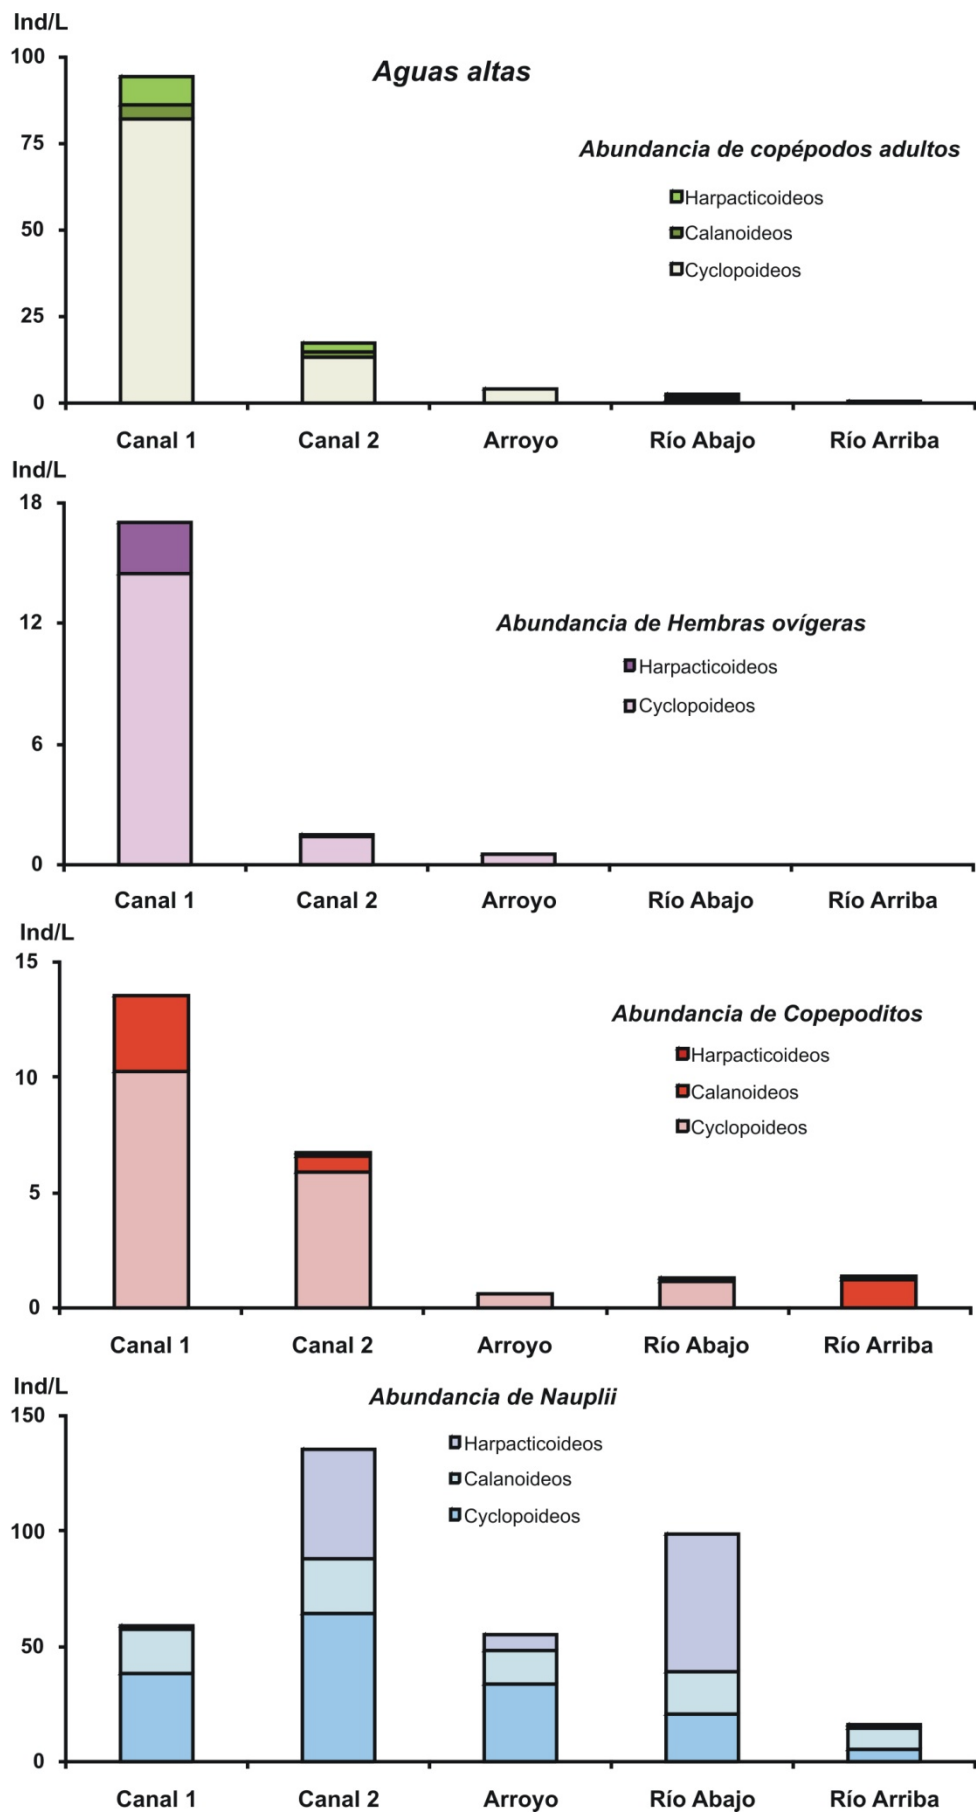 Ind/L
Aguas altas
100
75
50
25
0
Abundancia de copépodos adultos
Harpacticoideos
Calanoideos
Cyclopoideos
Canal 1 Canal 2 Arroyo Río Abajo Río Arriba
Ind/L
18
12
6
0
Abundancia de Hembras ovígeras
Harpacticoideos
Cyclopoideos
Canal 1 Canal 2 Arroyo Río Abajo Río Arriba
Ind/L
15
10
5
0
Abundancia de Copepoditos
Harpacticoideos
Calanoideos
Cyclopoideos
Canal 1 Canal 2 Arroyo Río Abajo Río Arriba
Ind/L
Abundancia de Nauplii
150
100
50
0
Harpacticoideos
Calanoideos
Cyclopoideos
Canal 1 Canal 2 Arroyo Río Abajo Río Arriba